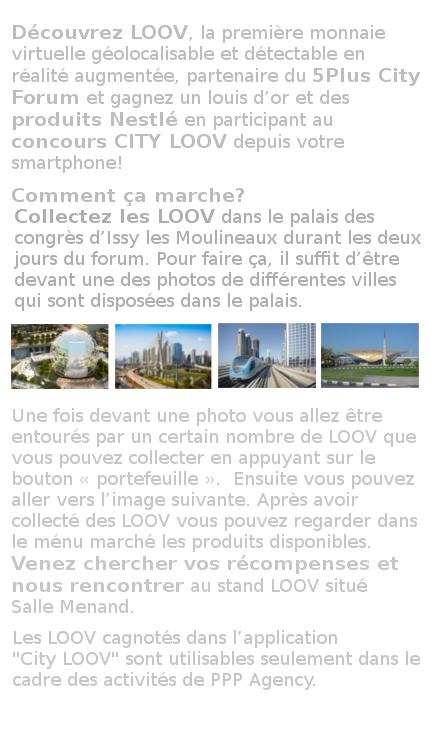 Découvrez LOOV, la première monnaie
virtuelle géolocalisable et détectable en
réalité augmentée, partenaire du 5Plus City
Forum et gagnez un louis d’or et des
produits Nestlé en participant au
concours CITY LOOV depuis votre
smartphone!
Comment ça marche?
Collectez les LOOV dans le palais des
congrès d’Issy les Moulineaux durant les deux
jours du forum. Pour faire ça, il suffit d’être
devant une des photos de différentes villes
qui sont disposées dans le palais.
Une fois devant une photo vous allez être
entourés par un certain nombre de LOOV que
vous pouvez collecter en appuyant sur le
bouton « portefeuille ».  Ensuite vous pouvez
aller vers l’image suivante. Après avoir
collecté des LOOV vous pouvez regarder dans
le ménu marché les produits disponibles.
Venez chercher vos récompenses et
nous rencontrer au stand LOOV situé
Salle Menand.
Les LOOV cagnotés dans l’application
"City LOOV" sont utilisables seulement dans le
cadre des activités de PPP Agency.